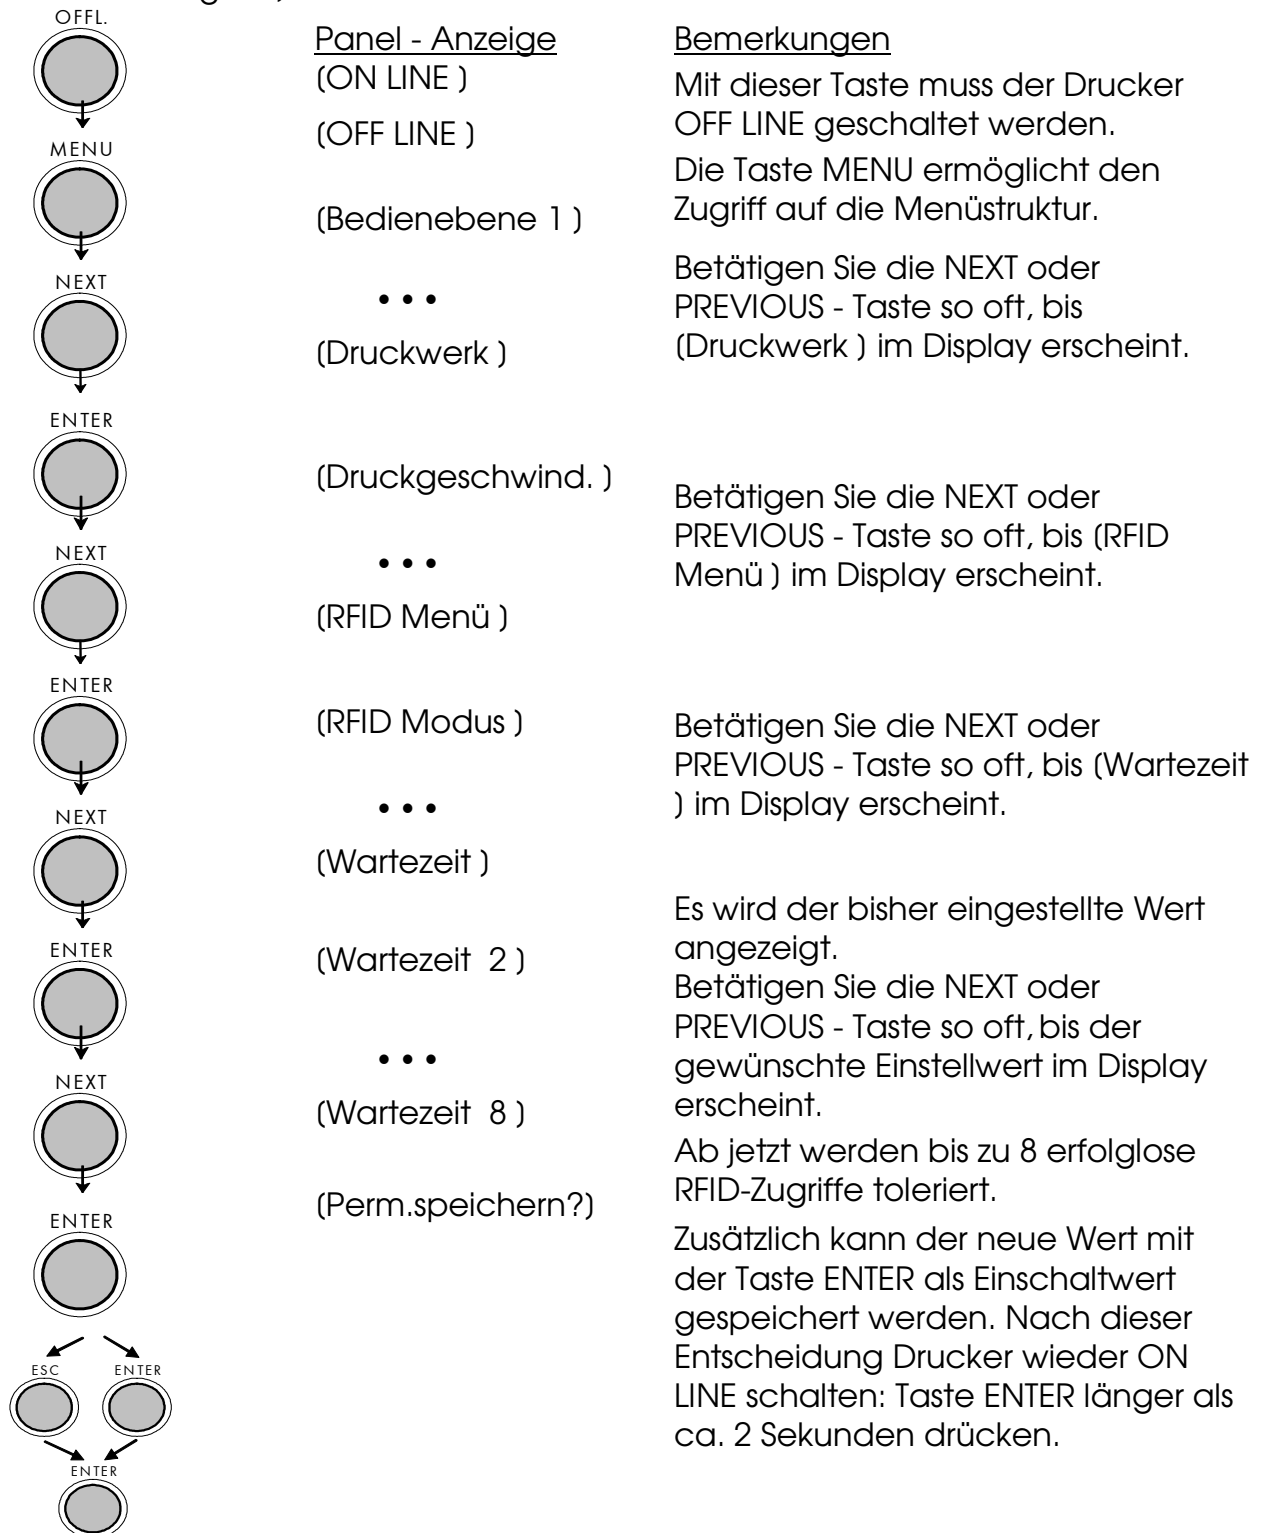 OFFL.
Panel - Anzeige
Bemerkungen
(ON LINE )
Mit dieser Taste muss der Drucker
OFF LINE geschaltet werden.
(OFF LINE )
MENU
Die Taste MENU ermöglicht den
Zugriff auf die Menüstruktur.
(Bedienebene 1 )
NEXT
Betätigen Sie die NEXT oder
PREVIOUS - Taste so oft, bis
(Druckwerk ) im Display erscheint.
• • •
(Druckwerk )
ENTER
(Druckgeschwind. )
Betätigen Sie die NEXT oder
PREVIOUS - Taste so oft, bis (RFID
Menü ) im Display erscheint.
NEXT
• • •
(RFID Menü )
ENTER
(RFID Modus )
Betätigen Sie die NEXT oder
PREVIOUS - Taste so oft, bis (Wartezeit
) im Display erscheint.
NEXT
• • •
(Wartezeit )
Es wird der bisher eingestellte Wert
angezeigt.
ENTER
(Wartezeit 2 )
Betätigen Sie die NEXT oder
PREVIOUS - Taste so oft, bis der
gewünschte Einstellwert im Display
erscheint.
• • •
NEXT
(Wartezeit 8 )
Ab jetzt werden bis zu 8 erfolglose
RFID-Zugriffe toleriert.
(Perm.speichern?)
ENTER
Zusätzlich kann der neue Wert mit
der Taste ENTER als Einschaltwert
gespeichert werden. Nach dieser
Entscheidung Drucker wieder ON
LINE schalten: Taste ENTER länger als
ca. 2 Sekunden drücken.
ESC
ENTER
ENTER